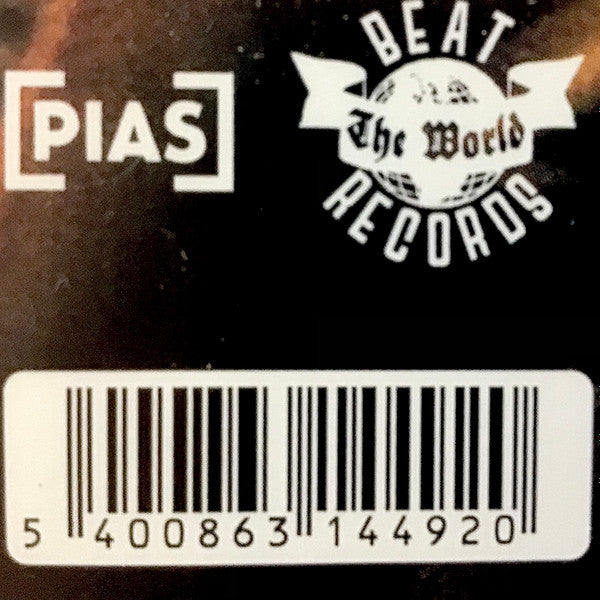 [PIAS]
BEAT
The World
RECORDS
5 400863 144920